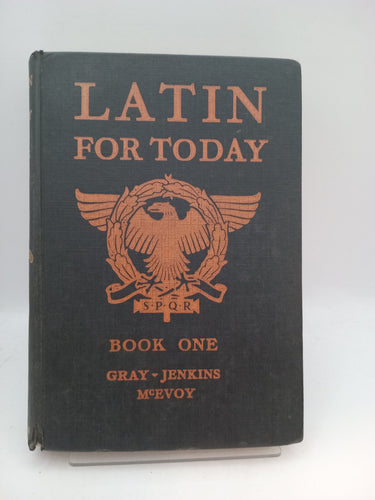 LATIN
FOR TODAY
S·P·Q·R
BOOK ONE
GRAY - JENKINS
McEVOY